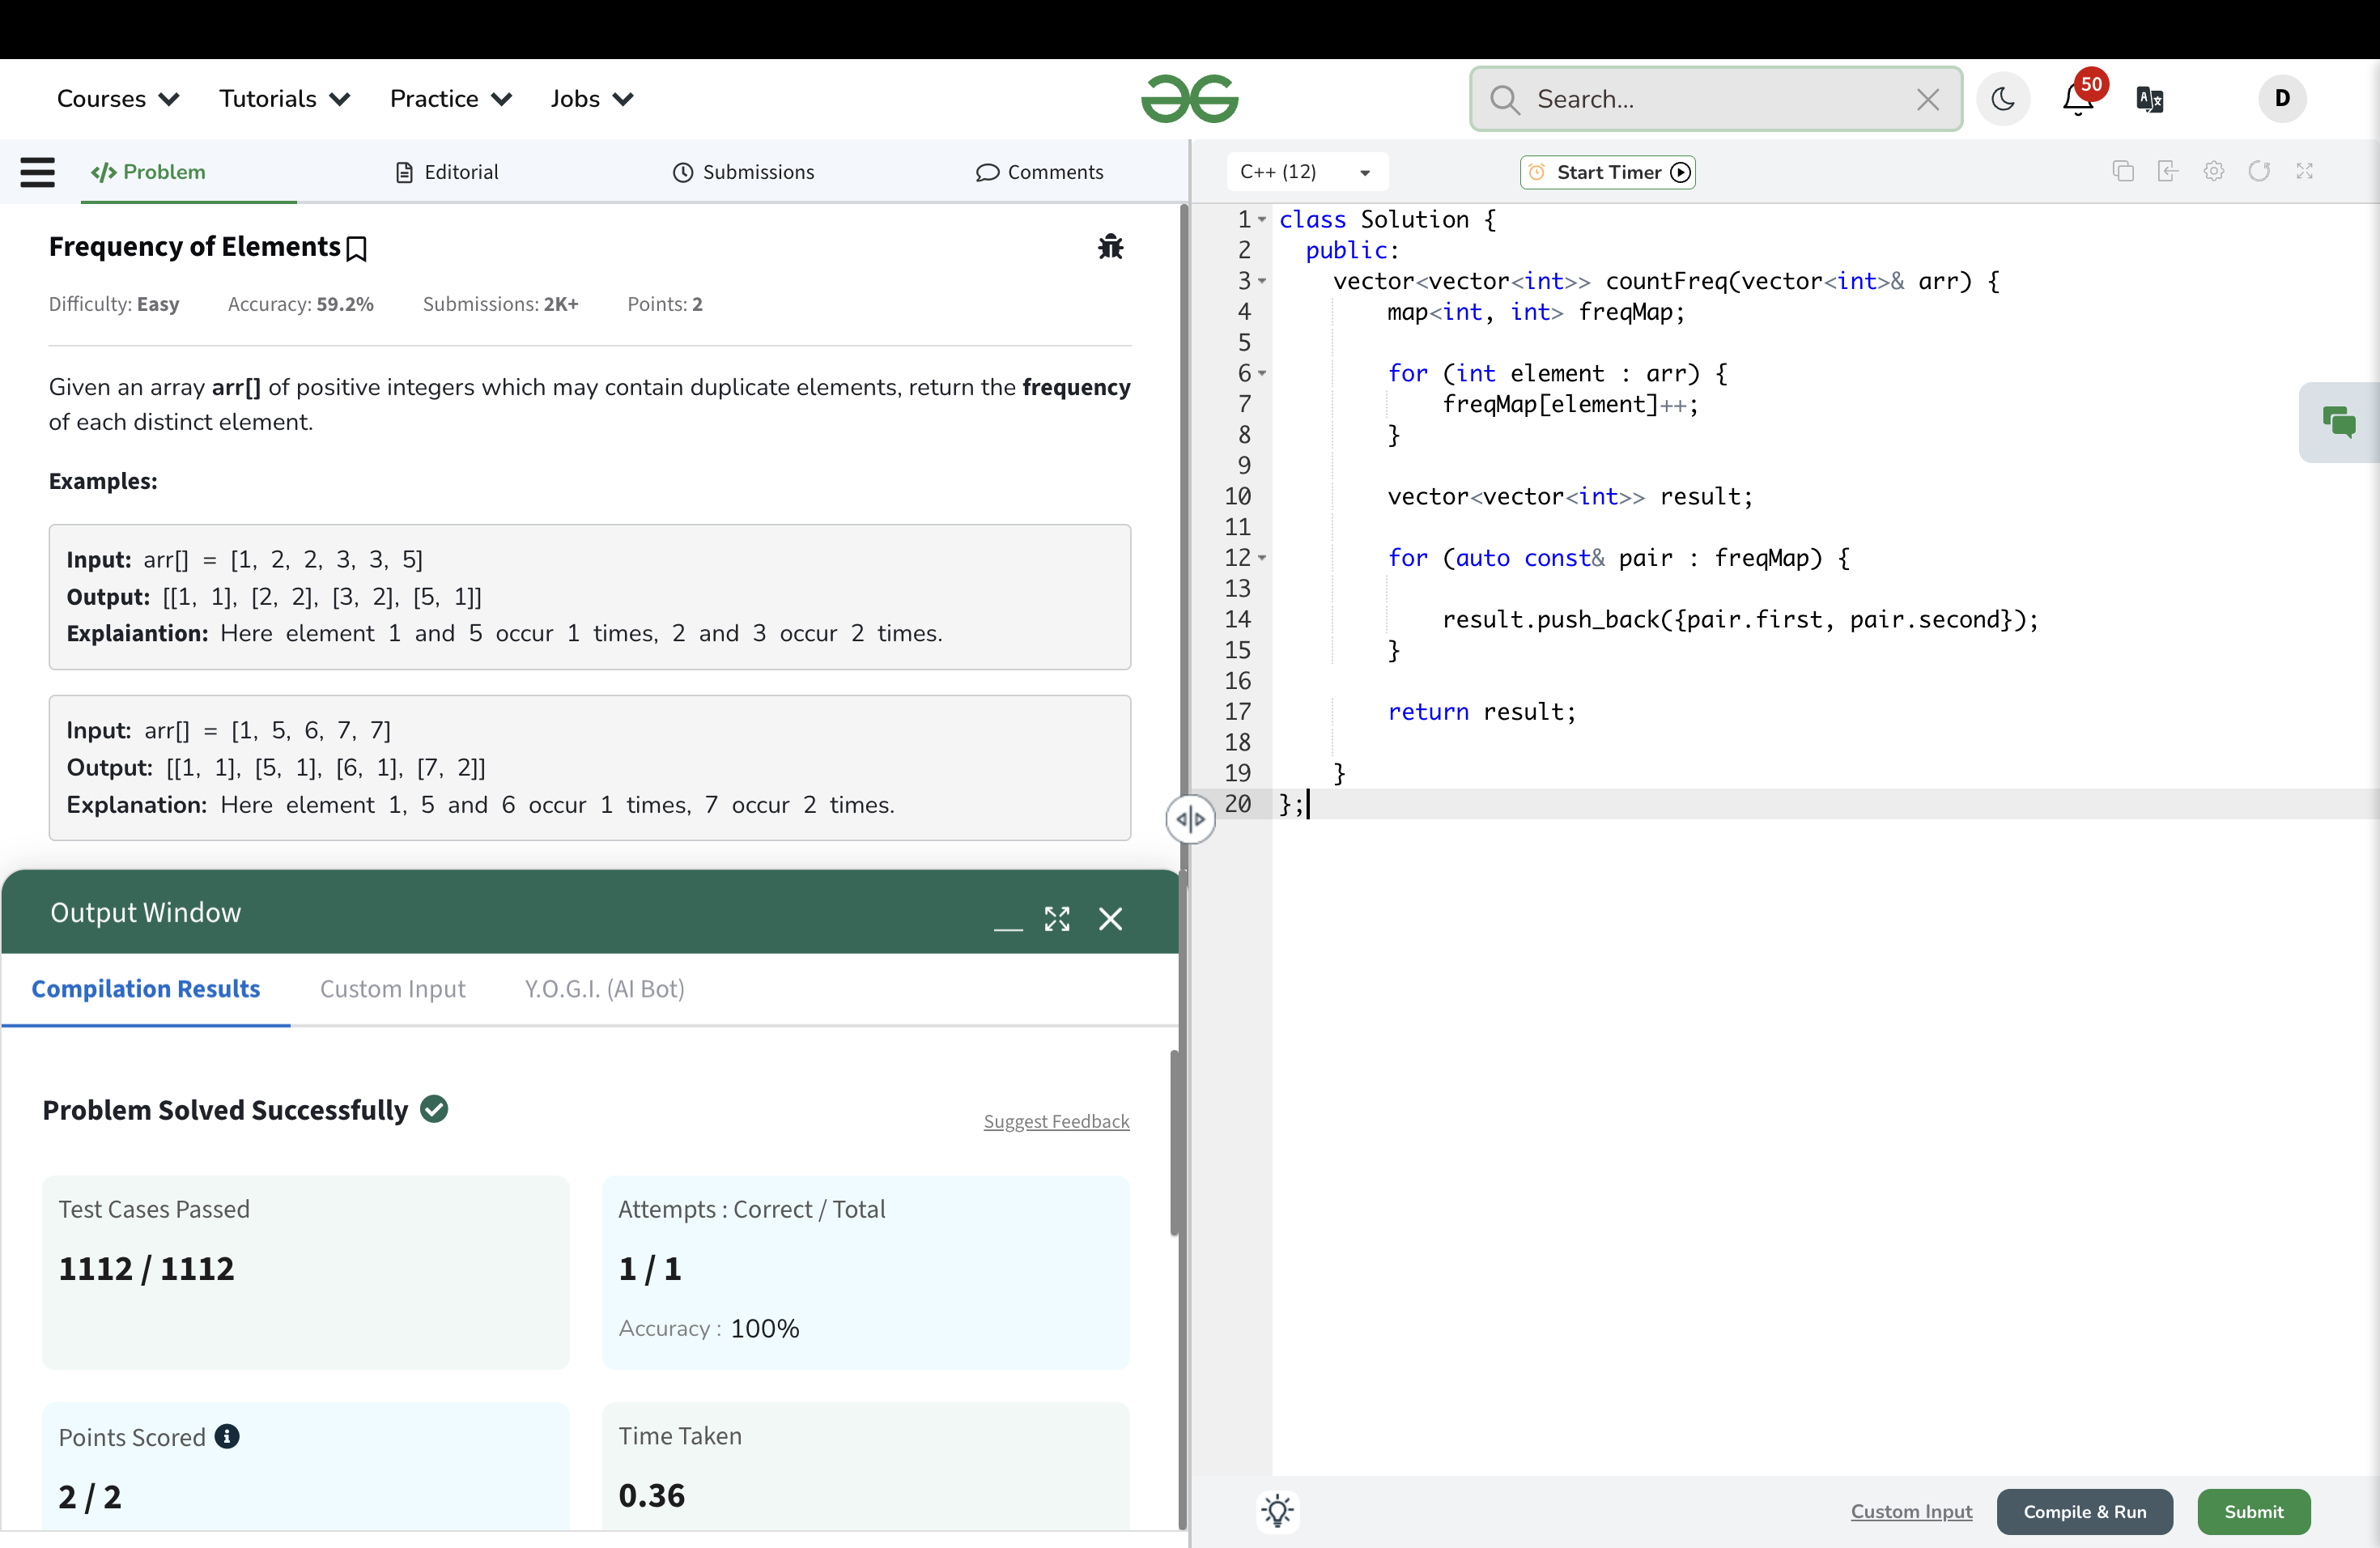 Courses Tutorials Practice Jobs
Search...
50
D
Problem Editorial Submissions Comments
Frequency of Elements
Difficulty: Easy Accuracy: 59.2% Submissions: 2K+ Points: 2
Given an array arr[] of positive integers which may contain duplicate elements, return the frequency
of each distinct element.
Examples:
Input: arr[] = [1, 2, 2, 3, 3, 5]
Output: [[1, 1], [2, 2], [3, 2], [5, 1]]
Explaiantion: Here element 1 and 5 occur 1 times, 2 and 3 occur 2 times.
Input: arr[] = [1, 5, 6, 7, 7]
Output: [[1, 1], [5, 1], [6, 1], [7, 2]]
Explanation: Here element 1, 5 and 6 occur 1 times, 7 occur 2 times.
Output Window
Compilation Results Custom Input Y.O.G.I. (AI Bot)
Problem Solved Successfully
Suggest Feedback
Test Cases Passed
1112 / 1112
Attempts : Correct / Total
1 / 1
Accuracy : 100%
Points Scored
2 / 2
Time Taken
0.36
C++ (12) Start Timer
1 class Solution {
2   public:
3     vector<vector<int>> countFreq(vector<int>& arr) {
4         map<int, int> freqMap;
5
6         for (int element : arr) {
7             freqMap[element]++;
8         }
9
10         vector<vector<int>> result;
11
12         for (auto const& pair : freqMap) {
13
14             result.push_back({pair.first, pair.second});
15         }
16
17         return result;
18
19     }
20 };
Custom Input Compile & Run Submit